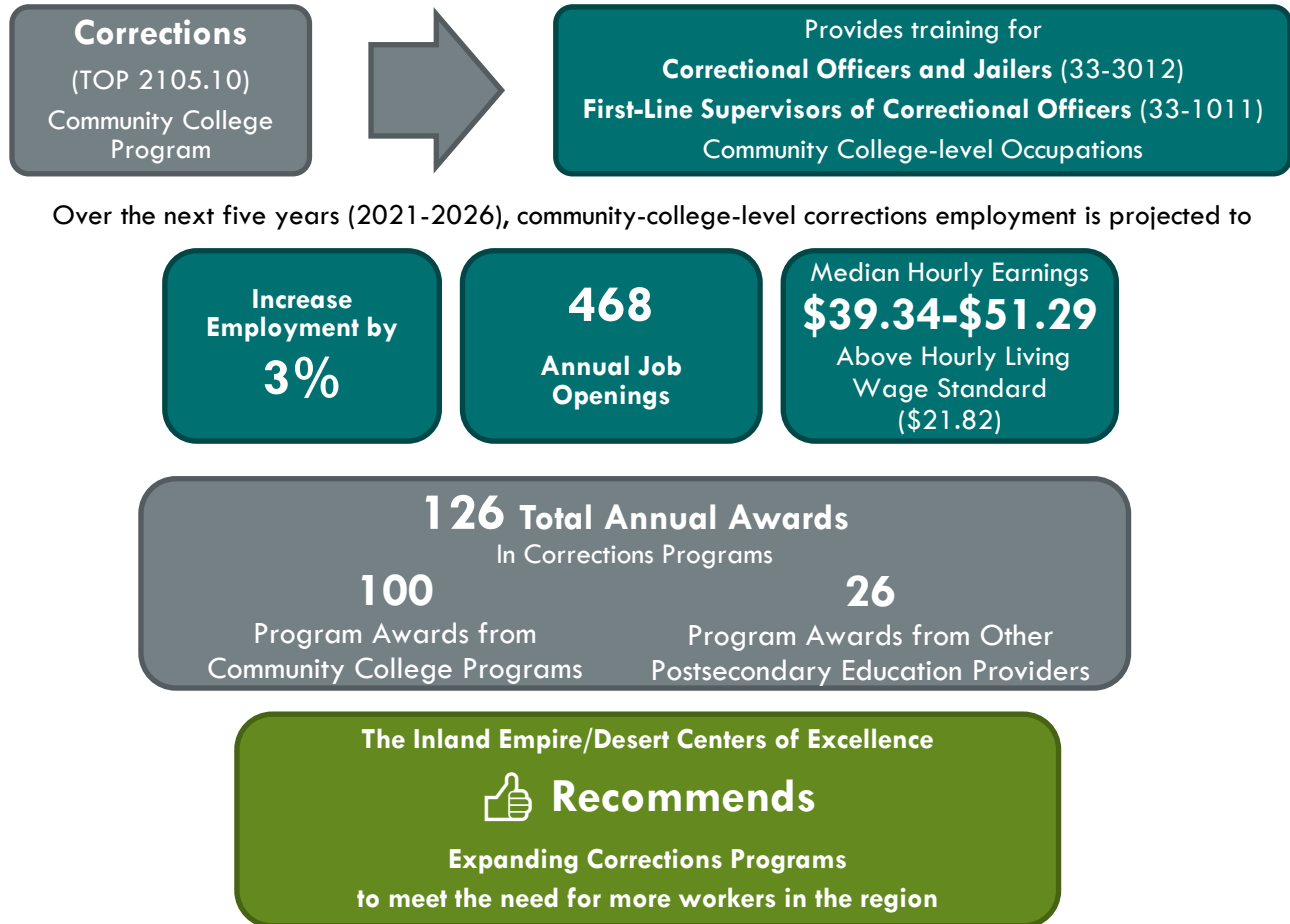 Corrections
(TOP 2105.10)
Community College
Program
Provides training for
Correctional Officers and Jailers (33-3012)
First-Line Supervisors of Correctional Officers (33-1011)
Community College-level Occupations
Over the next five years (2021-2026), community-college-level corrections employment is projected to
Increase
Employment by
3%
468
Annual Job
Openings
Median Hourly Earnings
$39.34-$51.29
Above Hourly Living
Wage Standard
($21.82)
126 Total Annual Awards
In Corrections Programs
100
Program Awards from
Community College Programs
26
Program Awards from Other
Postsecondary Education Providers
The Inland Empire/Desert Centers of Excellence
Recommends
Expanding Corrections Programs
to meet the need for more workers in the region